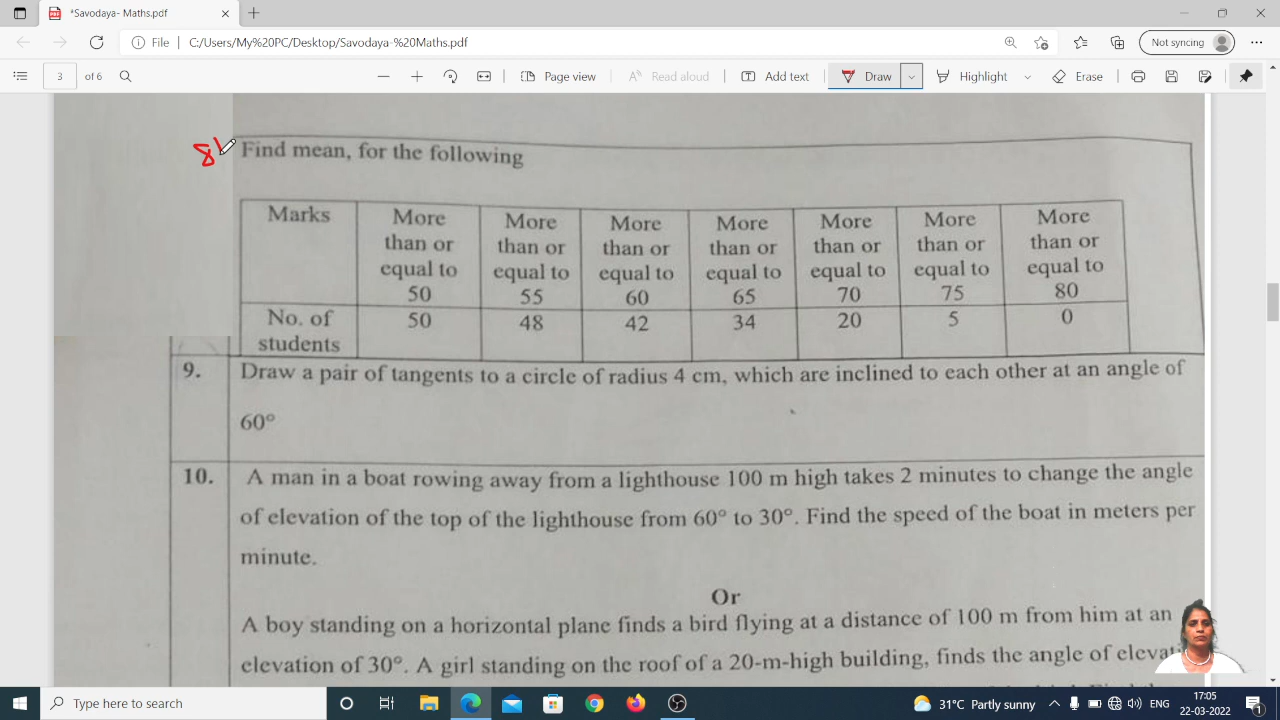 *Savodaya- Maths.pdf
File | C:/Users/My%20PC/Desktop/Savodaya-%20Maths.pdf
Not syncing
3 of 6
Page view
Read aloud
Add text
Draw
Highlight
Erase
8
Find mean, for the following
Marks More than or equal to 50 More than or equal to 55 More than or equal to 60 More than or equal to 65 More than or equal to 70 More than or equal to 75 More than or equal to 80
No. of students 50 48 42 34 20 5 0
9. Draw a pair of tangents to a circle of radius 4 cm, which are inclined to each other at an angle of
60°
10. A man in a boat rowing away from a lighthouse 100 m high takes 2 minutes to change the angle
of elevation of the top of the lighthouse from 60° to 30°. Find the speed of the boat in meters per
minute.
Or
A boy standing on a horizontal plane finds a bird flying at a distance of 100 m from him at an
elevation of 30°. A girl standing on the roof of a 20-m-high building, finds the angle of
Type here to search
31°C Partly sunny
ENG
17:05
22-03-2022
1